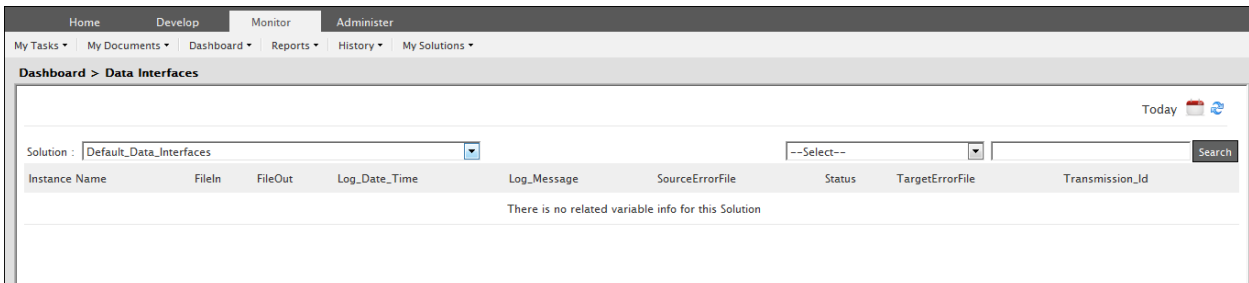 Home Develop Monitor Administer
My Tasks My Documents Dashboard Reports History My Solutions
Dashboard > Data Interfaces
Today
Solution : Default_Data_Interfaces --Select-- Search
Instance Name FileIn FileOut Log_Date_Time Log_Message SourceErrorFile Status TargetErrorFile Transmission_Id
There is no related variable info for this Solution